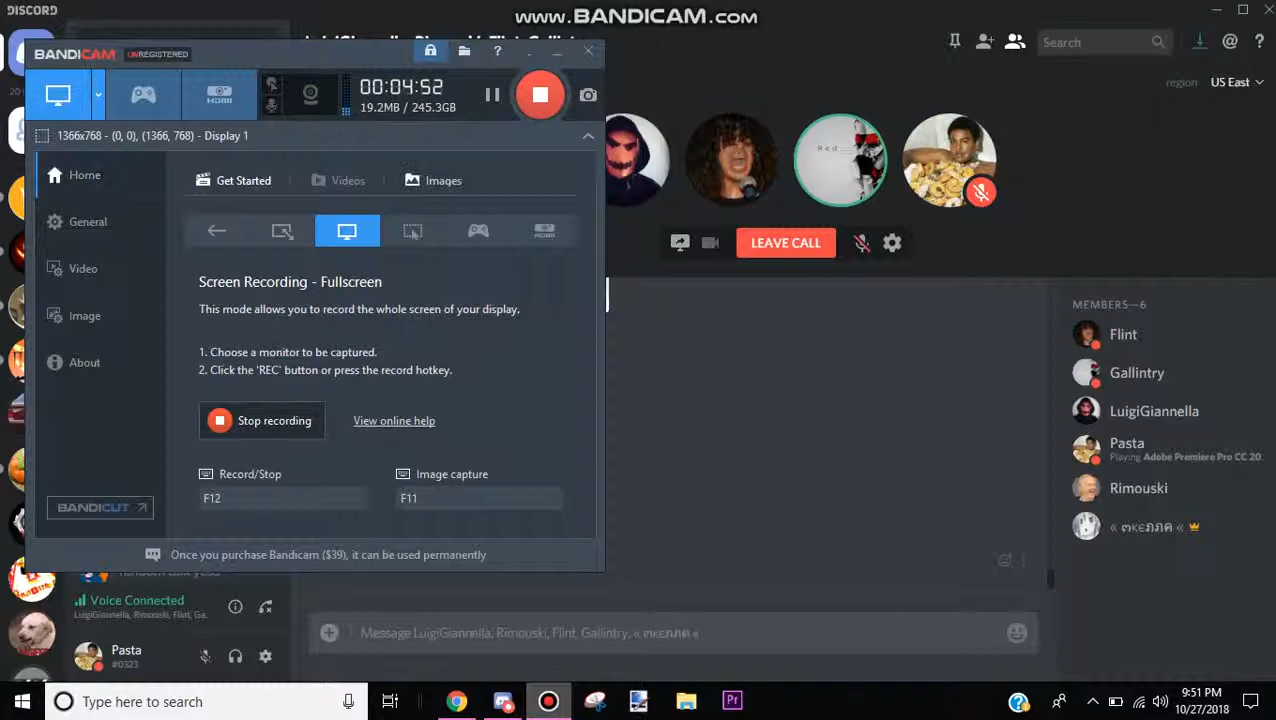 DISCORD
www.BANDICAM.com
BANDICAM UNREGISTERED
Search
region US East
00:04:52
19.2MB / 245.3GB
1366x768 - (0, 0), (1366, 768) - Display 1
Red
LEAVE CALL
Home
General
Video
Image
About
BANDICUT
Get Started
Videos
Images
Screen Recording - Fullscreen
This mode allows you to record the whole screen of your display.
1. Choose a monitor to be captured.
2. Click the 'REC' button or press the record hotkey.
Stop recording
View online help
Record/Stop
Image capture
F12
F11
Once you purchase Bandicam ($39), it can be used permanently
MEMBERS—6
Flint
Gallintry
LuigiGiannella
Pasta
Playing Adobe Premiere Pro CC 20
Rimouski
Voice Connected
LuigiGiannella, Rimouski, Flint, Ga..
Pasta
#0323
Message LuigiGiannella, Rimouski, Flint, Gallintry,
Type here to search
Pr
9:51 PM
10/27/2018